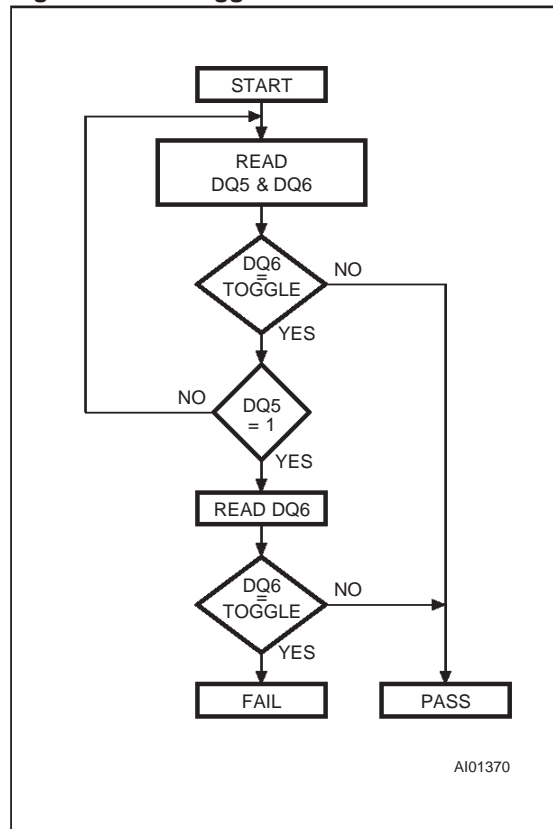 START
READ
DQ5 & DQ6
DQ6
=
TOGGLE
NO
YES
NO
DQ5
= 1
YES
READ DQ6
DQ6
=
TOGGLE
NO
YES
FAIL
PASS
AI01370